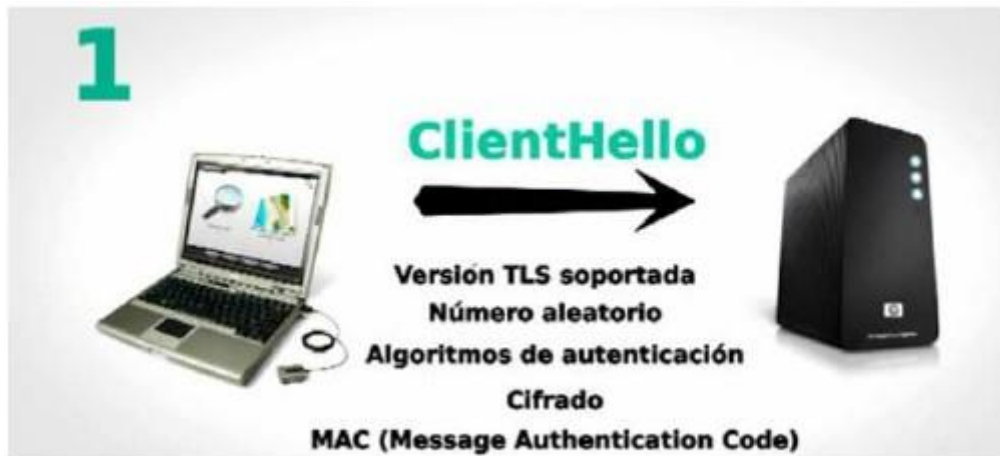 1
ClientHello
Versión TLS soportada
Número aleatorio
Algoritmos de autenticación
Cifrado
MAC (Message Authentication Code)